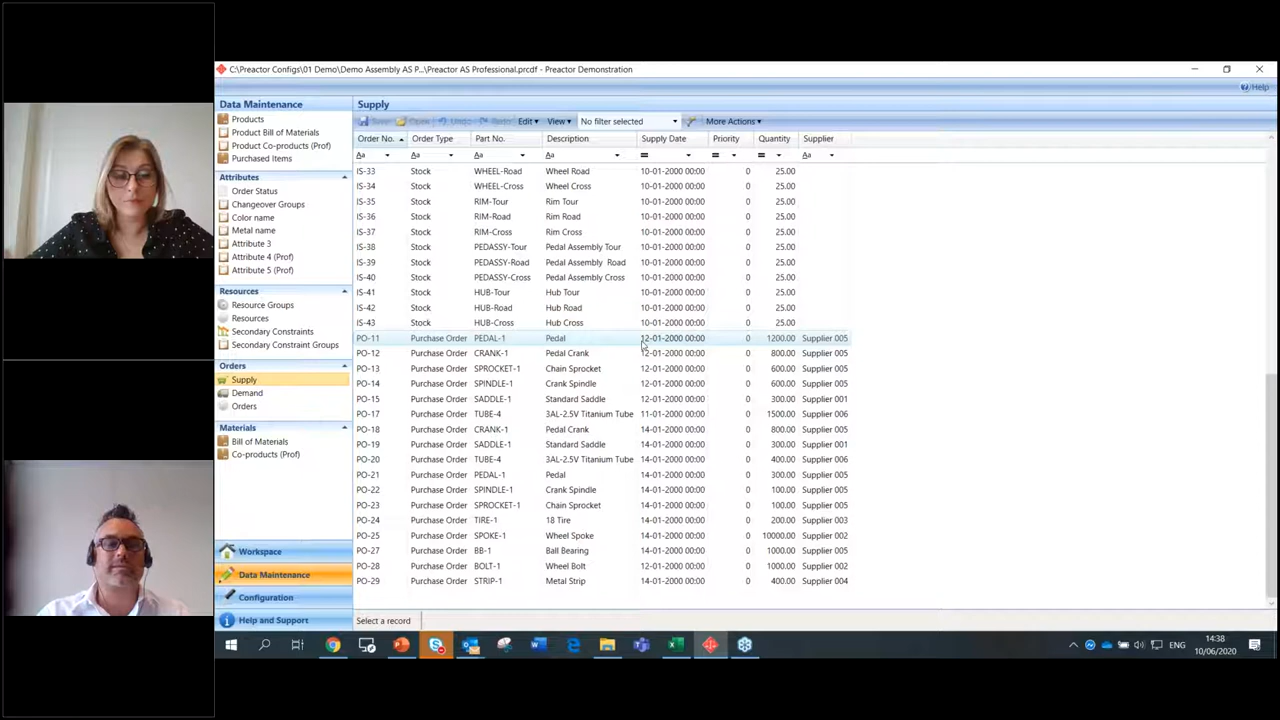 C:\Preactor Configs\01 Demo\Demo Assembly AS P...\Preactor AS Professional.prcdf - Preactor Demonstration
Help
Data Maintenance
Products
Product Bill of Materials
Product Co-products (Prof)
Purchased Items
Attributes
Order Status
Changeover Groups
Color name
Metal name
Attribute 3
Attribute 4 (Prof)
Attribute 5 (Prof)
Resources
Resource Groups
Resources
Secondary Constraints
Secondary Constraint Groups
Orders
Supply
Demand
Orders
Materials
Bill of Materials
Co-products (Prof)
Workspace
Data Maintenance
Configuration
Help and Support
Supply
Save Open Undo Redo Edit View No filter selected More Actions
Order No. Order Type Part No. Description Supply Date Priority Quantity Supplier
Aa Aa Aa Aa = = = Aa
IS-33 Stock WHEEL-Road Wheel Road 10-01-2000 00:00 0 25.00
IS-34 Stock WHEEL-Cross Wheel Cross 10-01-2000 00:00 0 25.00
IS-35 Stock RIM-Tour Rim Tour 10-01-2000 00:00 0 25.00
IS-36 Stock RIM-Road Rim Road 10-01-2000 00:00 0 25.00
IS-37 Stock RIM-Cross Rim Cross 10-01-2000 00:00 0 25.00
IS-38 Stock PEDASSY-Tour Pedal Assembly Tour 10-01-2000 00:00 0 25.00
IS-39 Stock PEDASSY-Road Pedal Assembly Road 10-01-2000 00:00 0 25.00
IS-40 Stock PEDASSY-Cross Pedal Assembly Cross 10-01-2000 00:00 0 25.00
IS-41 Stock HUB-Tour Hub Tour 10-01-2000 00:00 0 25.00
IS-42 Stock HUB-Road Hub Road 10-01-2000 00:00 0 25.00
IS-43 Stock HUB-Cross Hub Cross 10-01-2000 00:00 0 25.00
PO-11 Purchase Order PEDAL-1 Pedal 12-01-2000 00:00 0 1200.00 Supplier 005
PO-12 Purchase Order CRANK-1 Pedal Crank 12-01-2000 00:00 0 800.00 Supplier 005
PO-13 Purchase Order SPROCKET-1 Chain Sprocket 12-01-2000 00:00 0 600.00 Supplier 005
PO-14 Purchase Order SPINDLE-1 Crank Spindle 12-01-2000 00:00 0 600.00 Supplier 005
PO-15 Purchase Order SADDLE-1 Standard Saddle 12-01-2000 00:00 0 300.00 Supplier 001
PO-17 Purchase Order TUBE-4 3AL-2.5V Titanium Tube 11-01-2000 00:00 0 1500.00 Supplier 006
PO-18 Purchase Order CRANK-1 Pedal Crank 14-01-2000 00:00 0 800.00 Supplier 005
PO-19 Purchase Order SADDLE-1 Standard Saddle 14-01-2000 00:00 0 300.00 Supplier 001
PO-20 Purchase Order TUBE-4 3AL-2.5V Titanium Tube 14-01-2000 00:00 0 400.00 Supplier 006
PO-21 Purchase Order PEDAL-1 Pedal 14-01-2000 00:00 0 100.00 Supplier 005
PO-22 Purchase Order SPINDLE-1 Crank Spindle 14-01-2000 00:00 0 100.00 Supplier 005
PO-23 Purchase Order SPROCKET-1 Chain Sprocket 14-01-2000 00:00 0 100.00 Supplier 005
PO-24 Purchase Order TIRE-1 18 Tire 14-01-2000 00:00 0 200.00 Supplier 003
PO-25 Purchase Order SPOKE-1 Wheel Spoke 14-01-2000 00:00 0 10000.00 Supplier 002
PO-27 Purchase Order BB-1 Ball Bearing 14-01-2000 00:00 0 1000.00 Supplier 005
PO-28 Purchase Order BOLT-1 Wheel Bolt 12-01-2000 00:00 0 1000.00 Supplier 002
PO-29 Purchase Order STRIP-1 Metal Strip 14-01-2000 00:00 0 400.00 Supplier 004
Select a record
ENG
14:38
10/06/2020